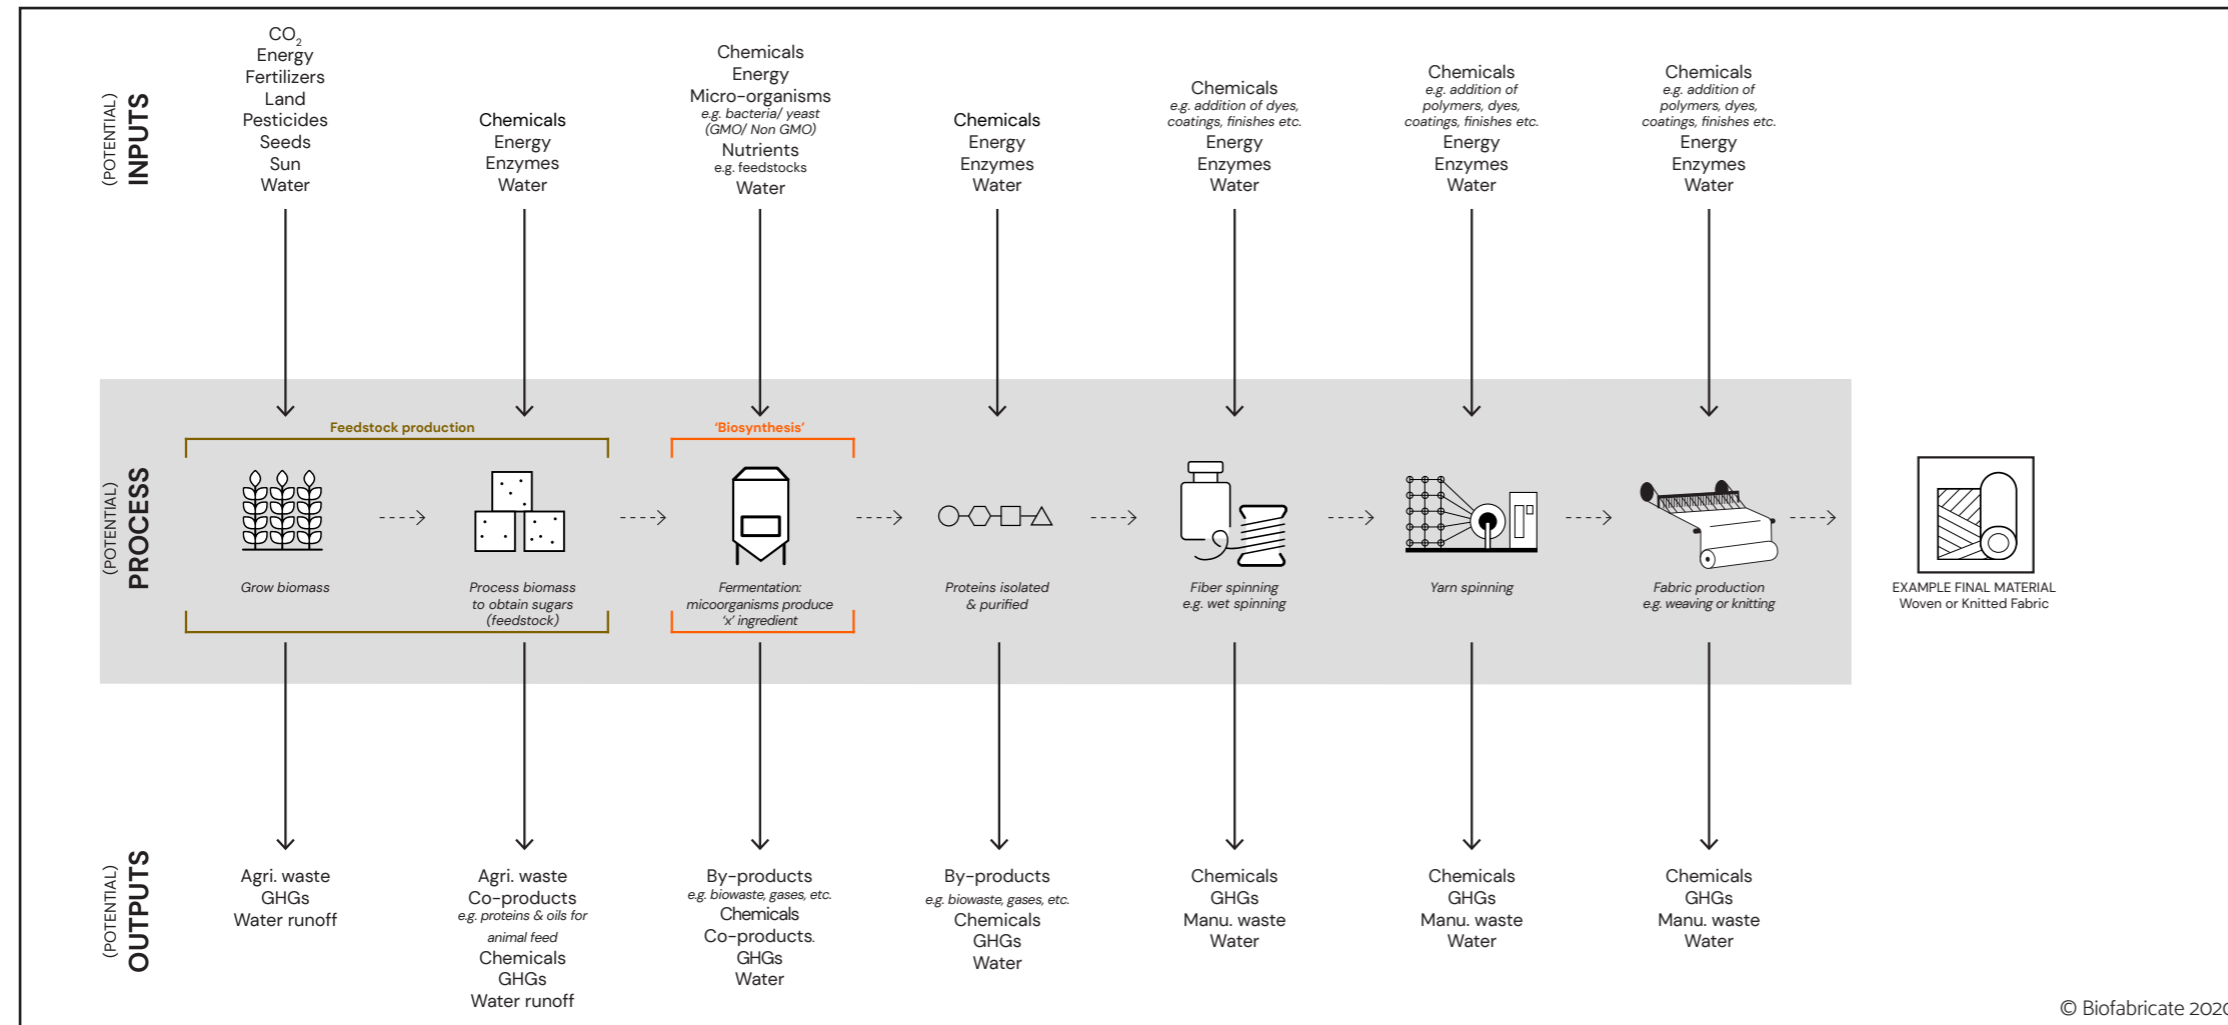 (POTENTIAL)
INPUTS
CO2
Energy
Fertilizers
Land
Pesticides
Seeds
Sun
Water
Chemicals
Energy
Enzymes
Water
Chemicals
Energy
Micro-organisms
e.g. bacteria/ yeast
(GMO/ Non GMO)
Nutrients
e.g. feedstocks
Water
Chemicals
Energy
Enzymes
Water
Chemicals
e.g. addition of dyes,
coatings, finishes etc.
Energy
Enzymes
Water
Chemicals
e.g. addition of
polymers, dyes,
coatings, finishes etc.
Energy
Enzymes
Water
Chemicals
e.g. addition of
polymers, dyes,
coatings, finishes etc.
Energy
Enzymes
Water
(POTENTIAL)
PROCESS
Feedstock production
'Biosynthesis'
Grow biomass
Process biomass
to obtain sugars
(feedstock)
Fermentation:
micoorganisms produce
'x' ingredient
Proteins isolated
& purified
Fiber spinning
e.g. wet spinning
Yarn spinning
Fabric production
e.g. weaving or knitting
EXAMPLE FINAL MATERIAL
Woven or Knitted Fabric
(POTENTIAL)
OUTPUTS
Agri. waste
GHGs
Water runoff
Agri. waste
Co-products
e.g. proteins & oils for
animal feed
Chemicals
GHGs
Water runoff
By-products
e.g. biowaste, gases, etc.
Chemicals
Co-products.
GHGs
Water
By-products
e.g. biowaste, gases, etc.
Chemicals
GHGs
Water
Chemicals
GHGs
Manu. waste
Water
Chemicals
GHGs
Manu. waste
Water
Chemicals
GHGs
Manu. waste
Water
© Biofabricate 2020